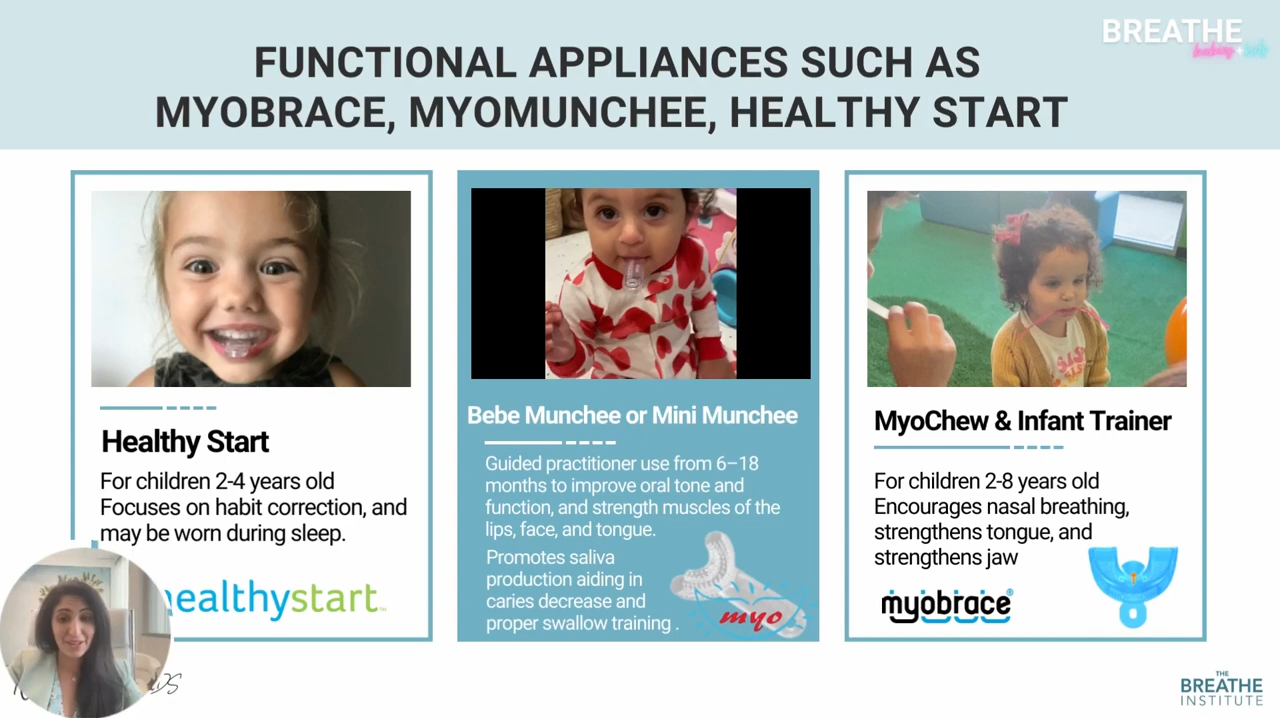 BREATHE
babies + kids
FUNCTIONAL APPLIANCES SUCH AS
MYOBRACE, MYOMUNCHEE, HEALTHY START
Healthy Start
For children 2-4 years old
Focuses on habit correction, and
may be worn during sleep.
ealthystart
Bebe Munchee or Mini Munchee
Guided practitioner use from 6–18
months to improve oral tone and
function, and strength muscles of the
lips, face, and tongue.
Promotes saliva
production aiding in
caries decrease and
proper swallow training .
myo
MyoChew & Infant Trainer
For children 2-8 years old
Encourages nasal breathing,
strengthens tongue, and
strengthens jaw
myobrace®
THE
BREATHE
INSTITUTE